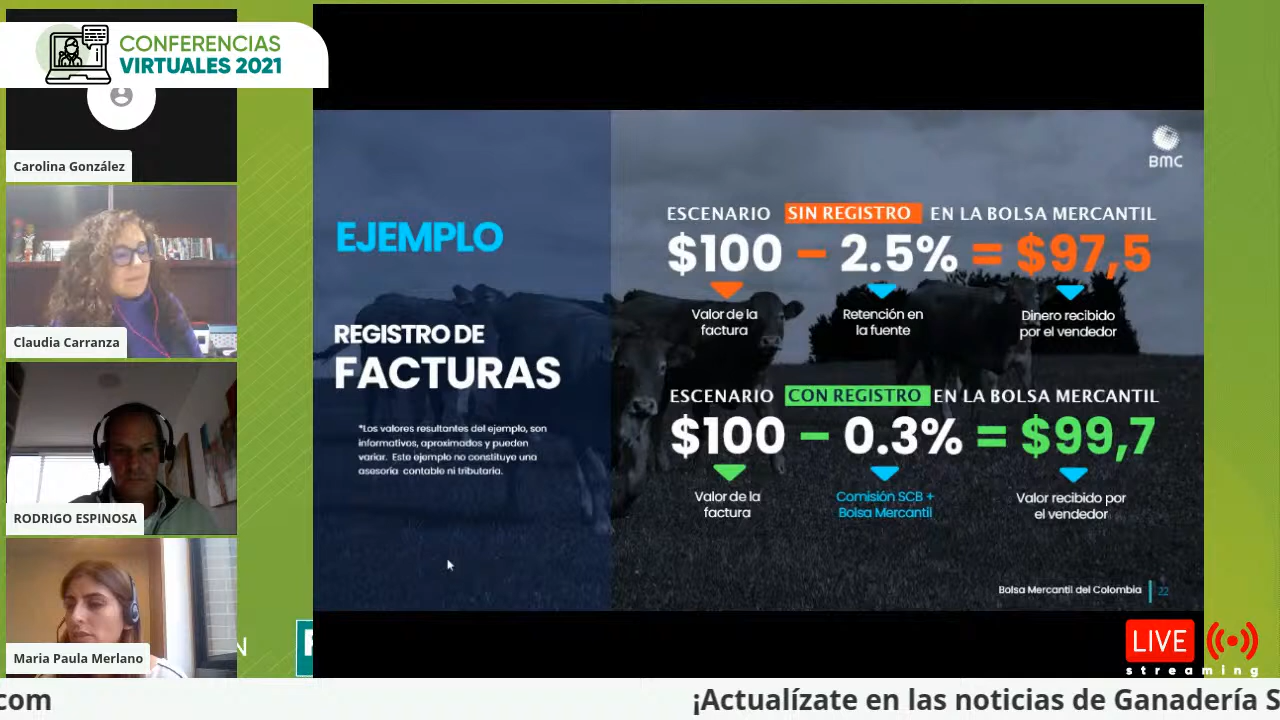 CONFERENCIAS
VIRTUALES 2021
Carolina González
Claudia Carranza
RODRIGO ESPINOSA
Maria Paula Merlano
BMC
EJEMPLO
REGISTRO DE
FACTURAS
*Los valores resultantes del ejemplo, son
informativos, aproximados y pueden
variar. Este ejemplo no constituye una
asesoría contable ni tributaria.
ESCENARIO SIN REGISTRO EN LA BOLSA MERCANTIL
$100 – 2.5% = $97,5
Valor de la
factura
Retención en
la fuente
Dinero recibido
por el vendedor
ESCENARIO CON REGISTRO EN LA BOLSA MERCANTIL
$100 – 0.3% = $99,7
Valor de la
factura
Comisión SCB +
Bolsa Mercantil
Valor recibido por
el vendedor
Bolsa Mercantil del Colombia 22
N
LIVE
streaming
com
¡Actualízate en las noticias de Ganadería S